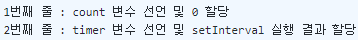 1번째 줄 : count 변수 선언 및 0 할당
2번째 줄 : timer 변수 선언 및 setInterval 실행 결과 할당